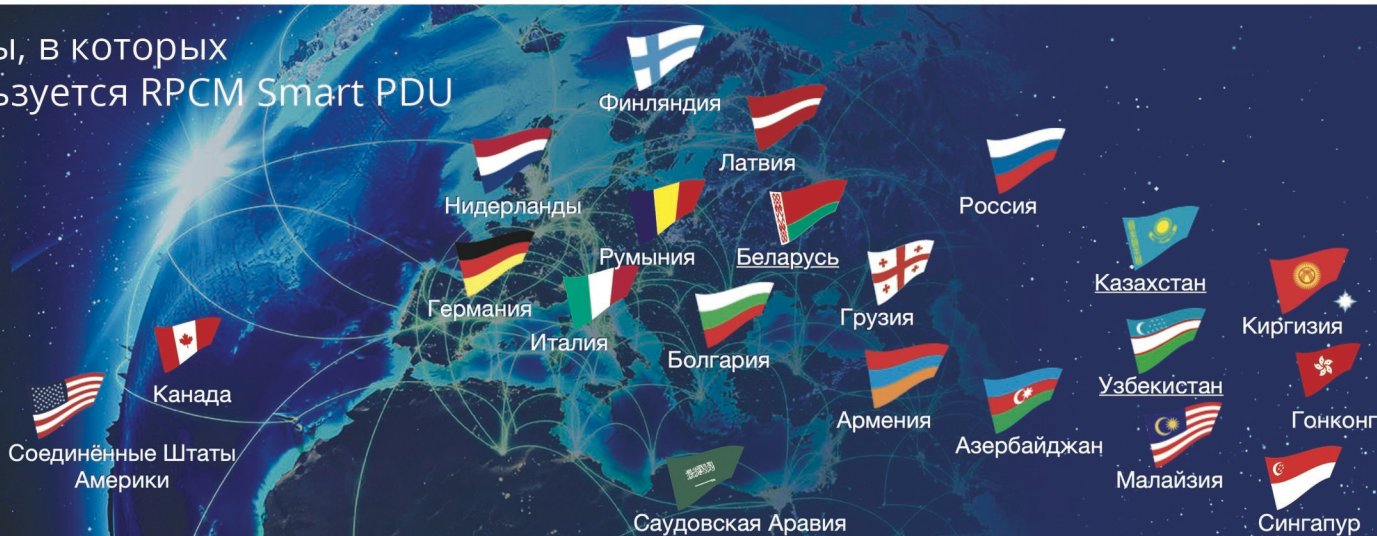 ы, в которых
ьзуется RPCM Smart PDU
Финляндия
Латвия
Нидерланды
Россия
Румыния
Беларусь
Казахстан
Германия
Грузия
Киргизия
Италия
Болгария
Канада
Узбекистан
Армения
Гонконг
Азербайджан
Соединённые Штаты
Америки
Малайзия
Саудовская Аравия
Сингапур